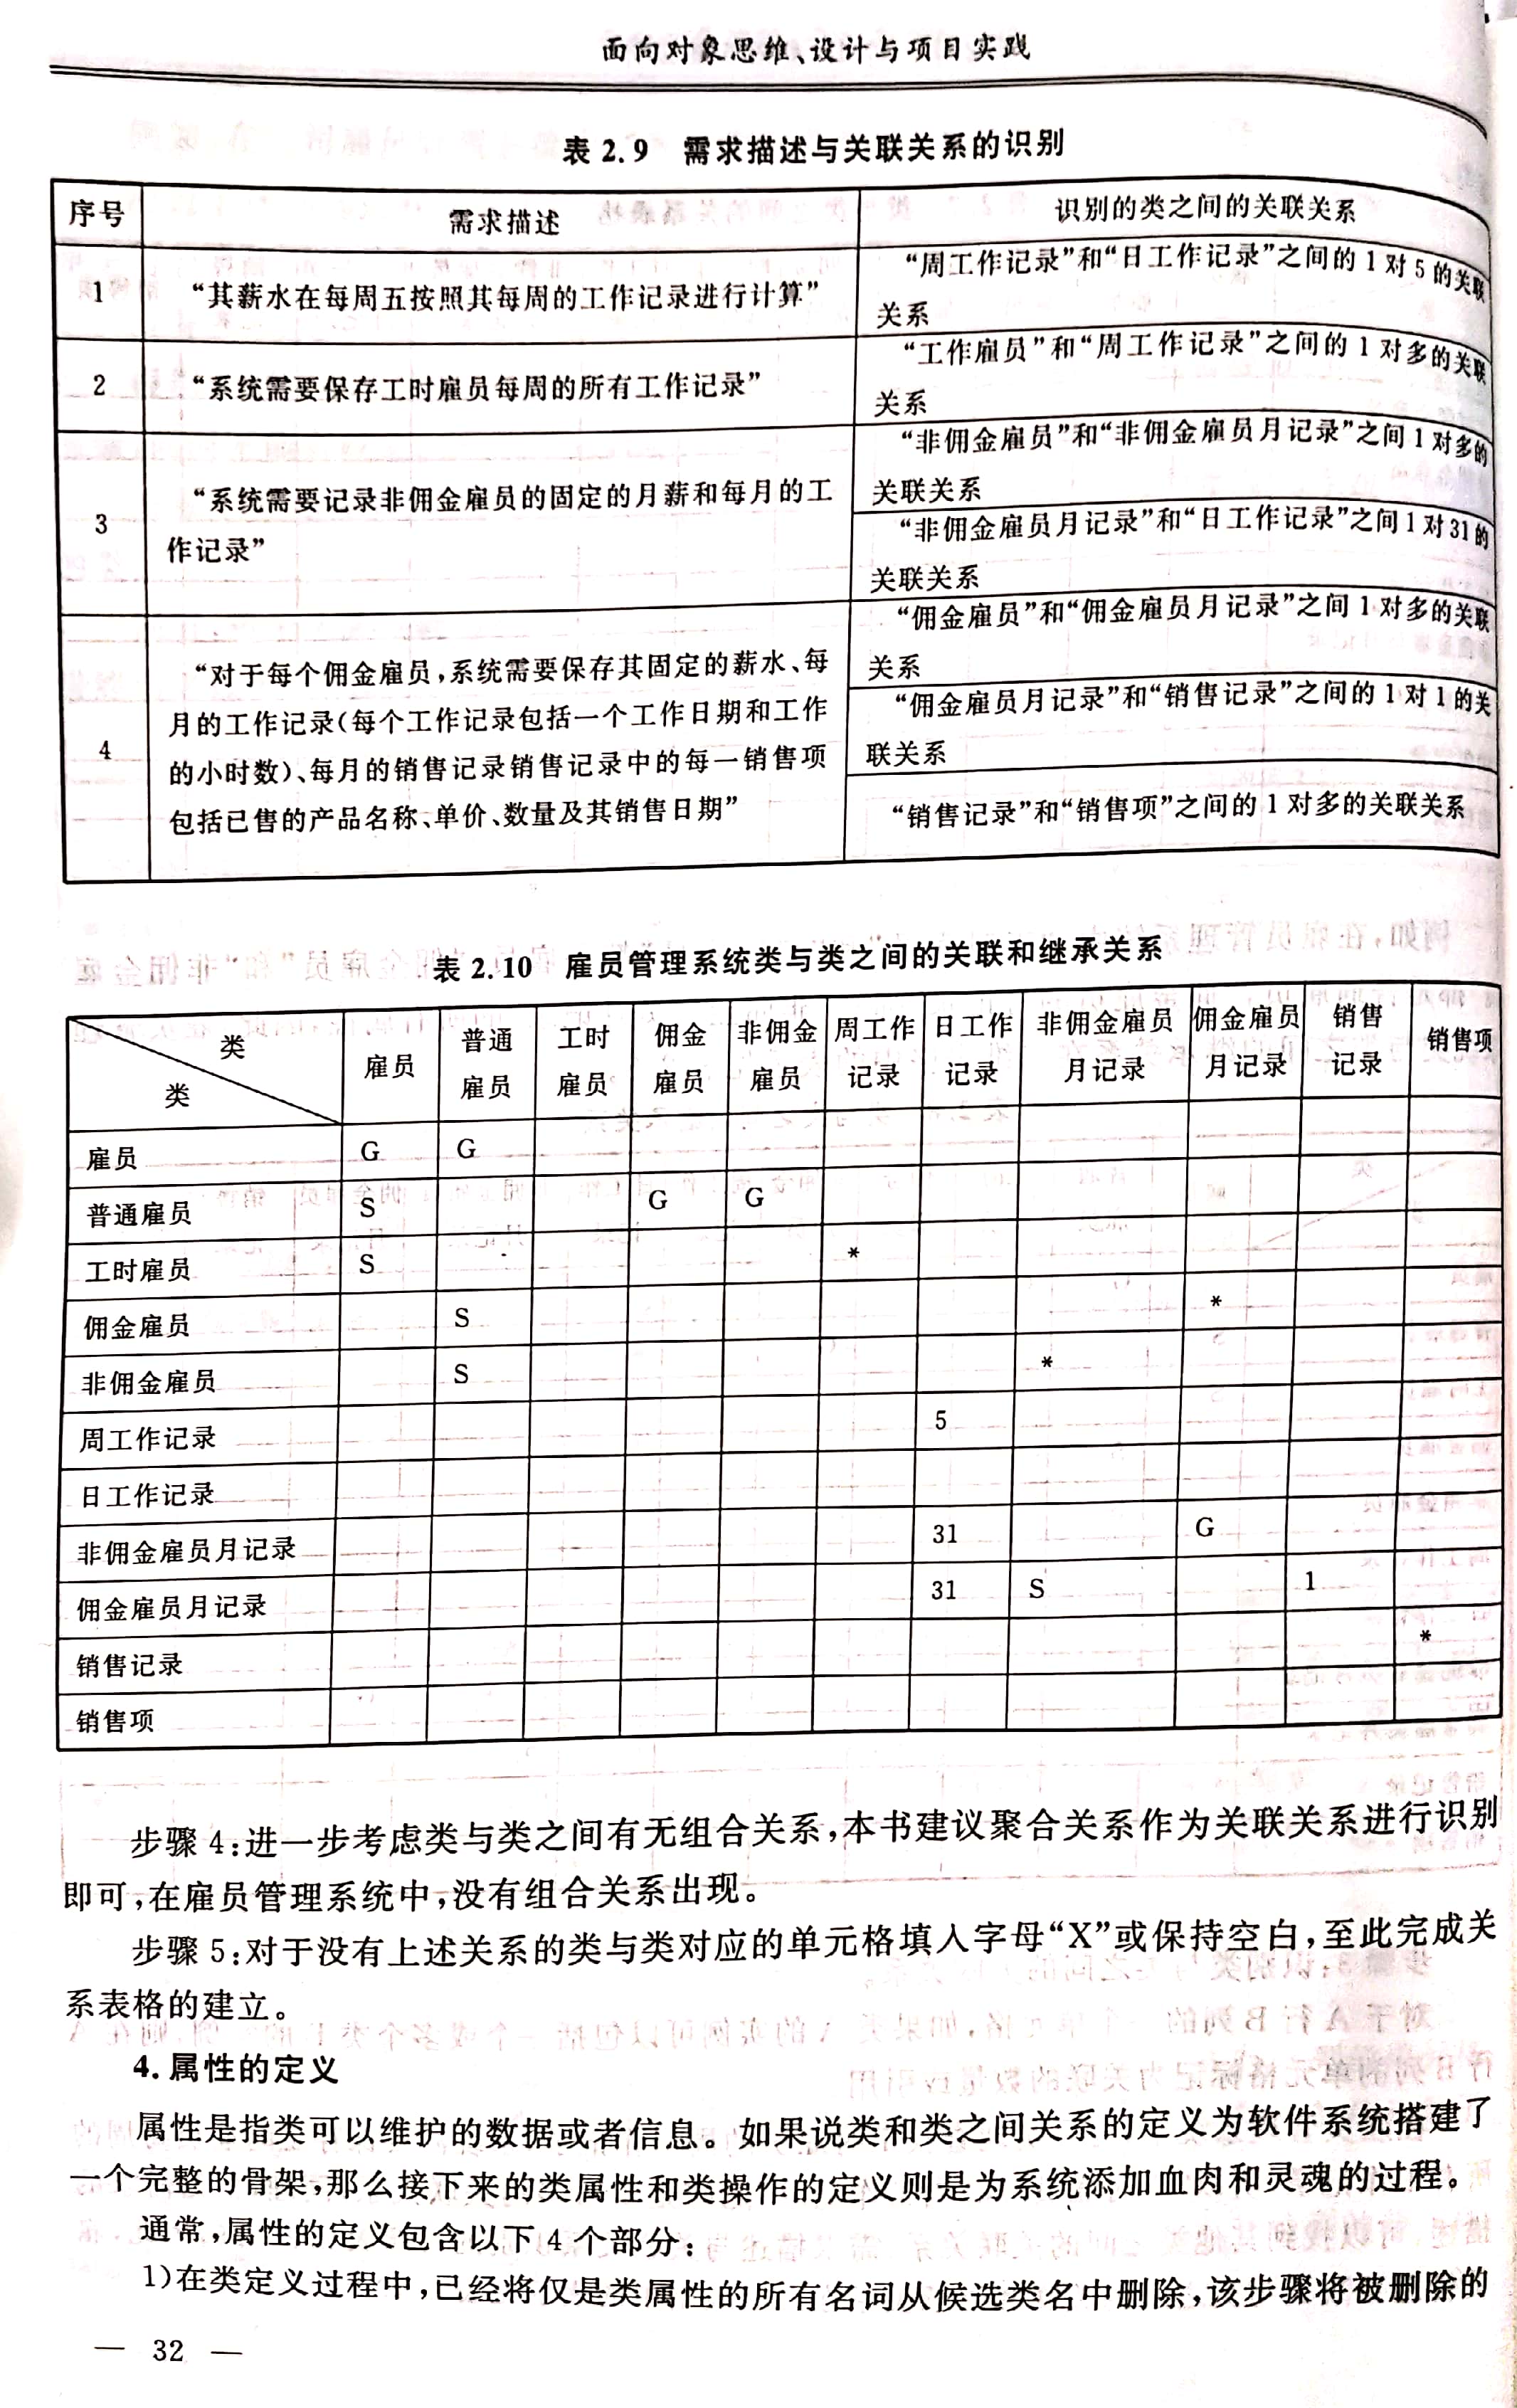 面向对象思维、设计与项目实践
表 2.9 需求描述与关联关系的识别
序号 需求描述 识别的类之间的关联关系
1 “其薪水在每周五按照其每周的工作记录进行计算” “周工作记录”和“日工作记录”之间的 1 对 5 的关联
关系
2 “系统需要保存工时雇员每周的所有工作记录” “工作雇员”和“周工作记录”之间的 1 对多的关联
关系
3 “系统需要记录非佣金雇员的固定的月薪和每月的工
作记录”
“非佣金雇员”和“非佣金雇员月记录”之间 1 对多的
关联关系
“非佣金雇员月记录”和“日工作记录”之间 1 对 31 的
关联关系
4 “对于每个佣金雇员,系统需要保存其固定的薪水、每
月的工作记录(每个工作记录包括一个工作日期和工作
的小时数)、每月的销售记录销售记录中的每一销售项
包括已售的产品名称、单价、数量及其销售日期”
“佣金雇员”和“佣金雇员月记录”之间 1 对多的关联
关系
“佣金雇员月记录”和“销售记录”之间的 1 对 1 的关
联关系
“销售记录”和“销售项”之间的 1 对多的关联关系
表 2.10 雇员管理系统类与类之间的关联和继承关系
类 雇员 普通 工时 佣金 非佣金 周工作 日工作 非佣金雇员 佣金雇员 销售 销售项
类 雇员 雇员 雇员 雇员 记录 记录 月记录 月记录 记录
雇员 G G
普通雇员 S G G
工时雇员 S *
佣金雇员 S *
非佣金雇员 S *
周工作记录 5
日工作记录
非佣金雇员月记录 31 G
佣金雇员月记录 31 S 1
销售记录 *
销售项
步骤 4:进一步考虑类与类之间有无组合关系,本书建议聚合关系作为关联关系进行识别
即可,在雇员管理系统中,没有组合关系出现。
步骤 5:对于没有上述关系的类与类对应的单元格填入字母“X”或保持空白,至此完成关
系表格的建立。
4. 属性的定义
属性是指类可以维护的数据或者信息。如果说类和类之间关系的定义为软件系统搭建了
一个完整的骨架,那么接下来的类属性和类操作的定义则是为系统添加血肉和灵魂的过程。
通常,属性的定义包含以下 4 个部分:
1)在类定义过程中,已经将仅是类属性的所有名词从候选类名中删除,该步骤将被删除的
— 32 —